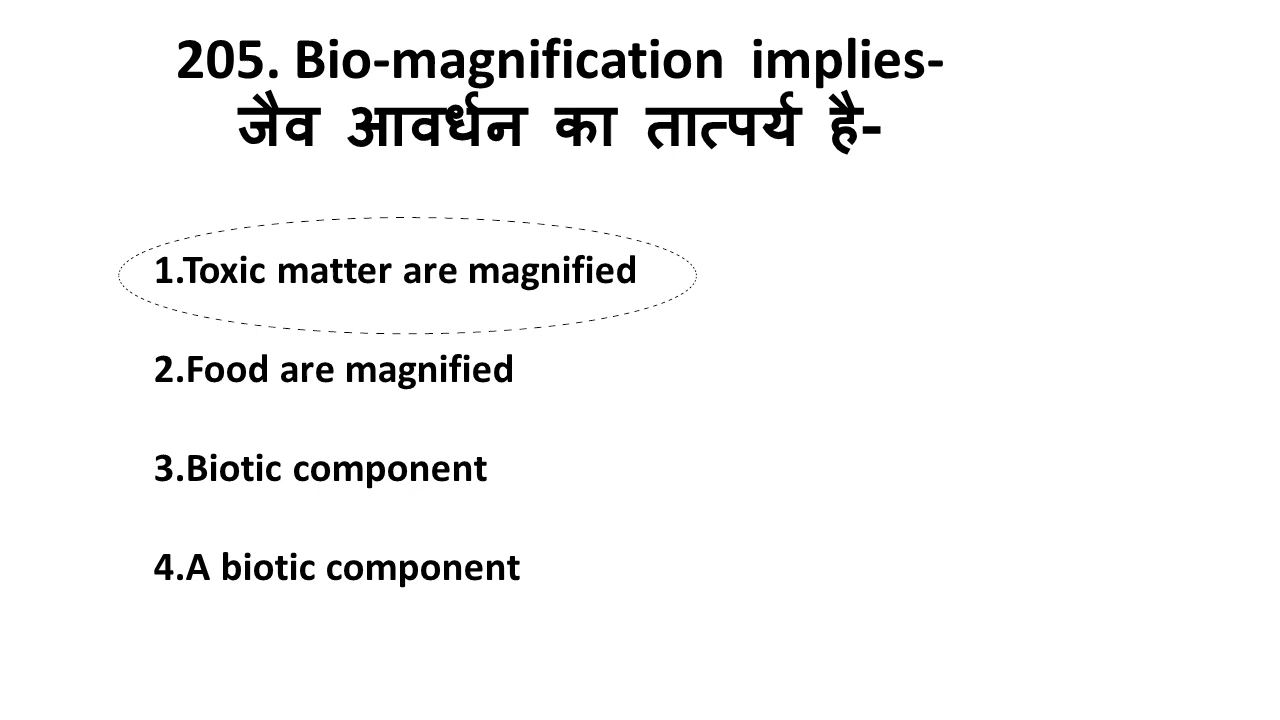 205. Bio-magnification implies-
जैव आवर्धन का तात्पर्य है-
1.Toxic matter are magnified
2.Food are magnified
3.Biotic component
4.A biotic component